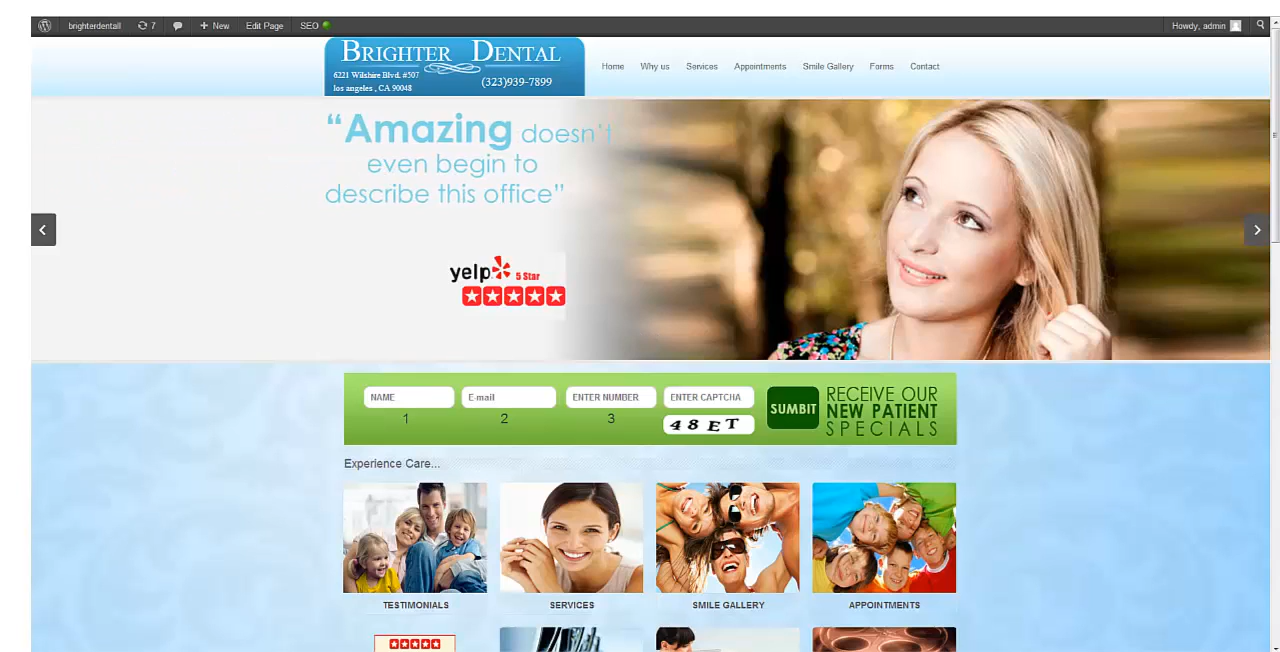 brighterdentall 7 + New Edit Page SEO Howdy, admin
BRIGHTER DENTAL
6221 Wilshire Blvd. #507
los angeles , CA 90048
(323)939-7899
Home Why us Services Appointments Smile Gallery Forms Contact
“Amazing doesn't
even begin to
describe this office”
yelp 5 Star
NAME E-mail ENTER NUMBER ENTER CAPTCHA
1 2 3
48ET
SUMBIT
RECEIVE OUR
NEW PATIENT
SPECIALS
Experience Care...
TESTIMONIALS SERVICES SMILE GALLERY APPOINTMENTS